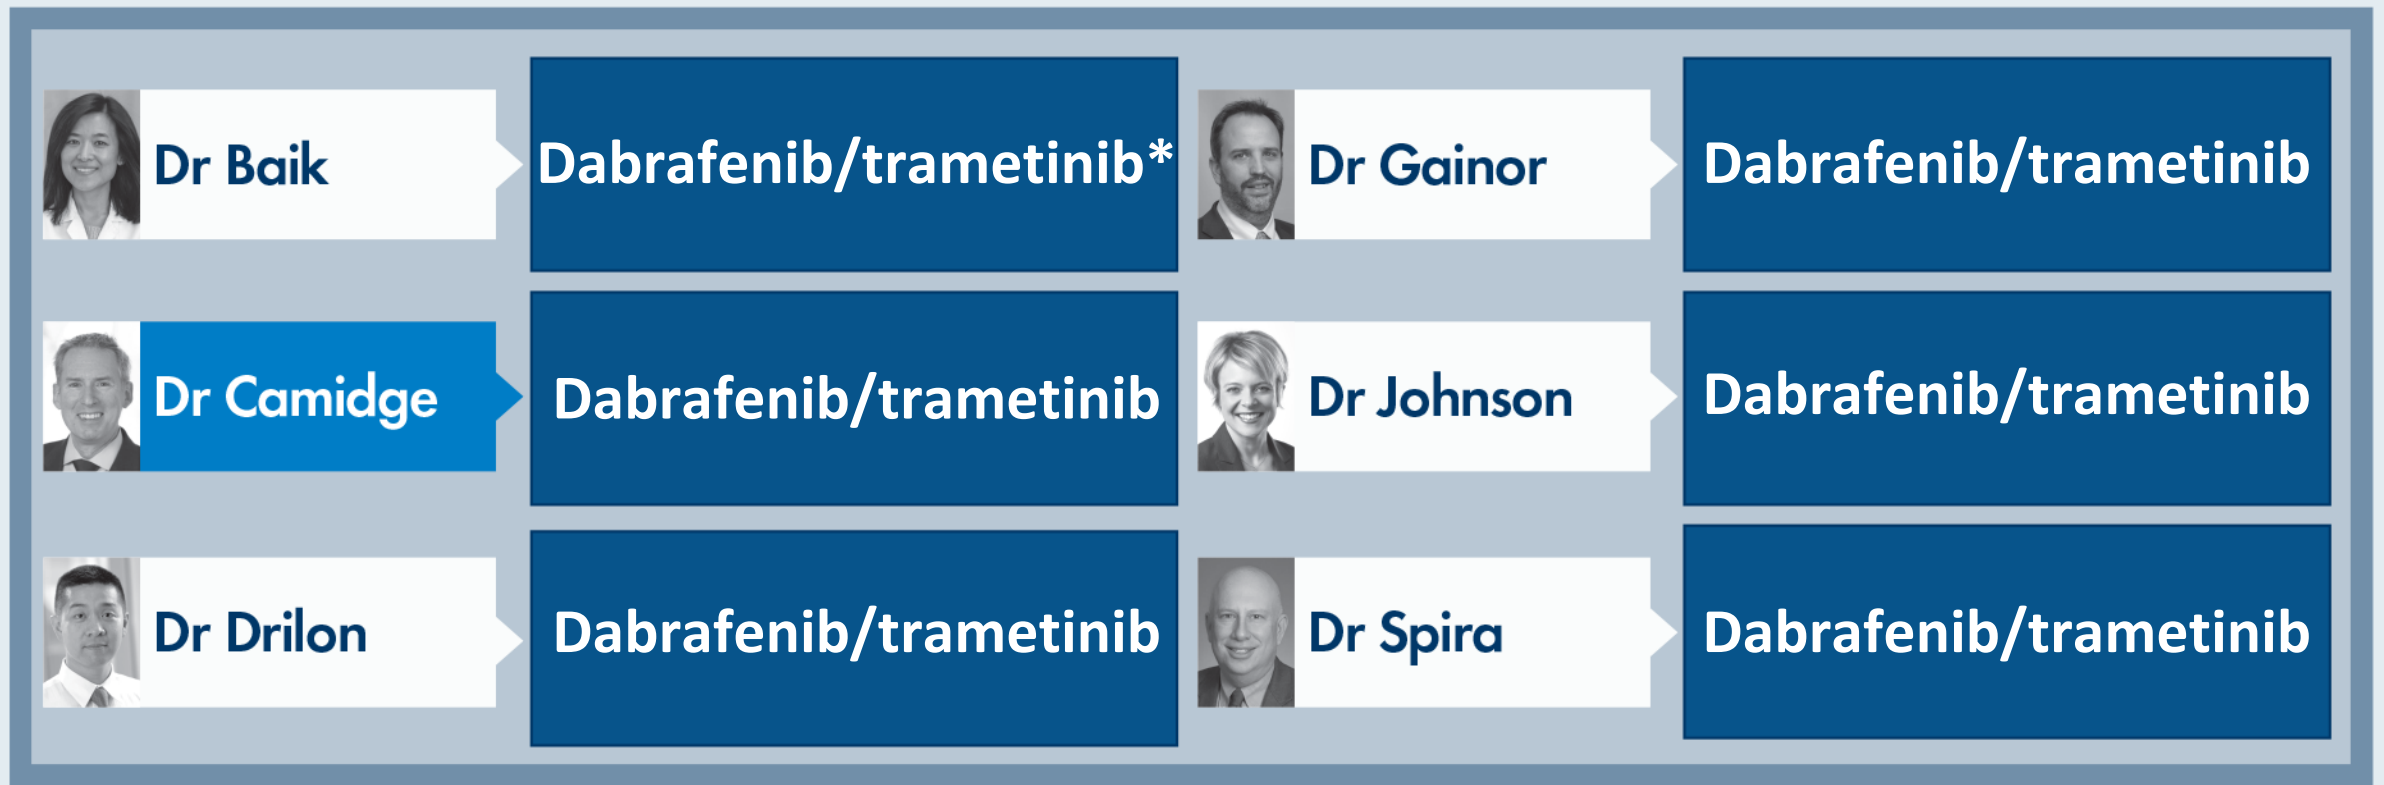 Dr Baik
Dabrafenib/trametinib*
Dr Gainor
Dabrafenib/trametinib
Dr Camidge
Dabrafenib/trametinib
Dr Johnson
Dabrafenib/trametinib
Dr Drilon
Dabrafenib/trametinib
Dr Spira
Dabrafenib/trametinib